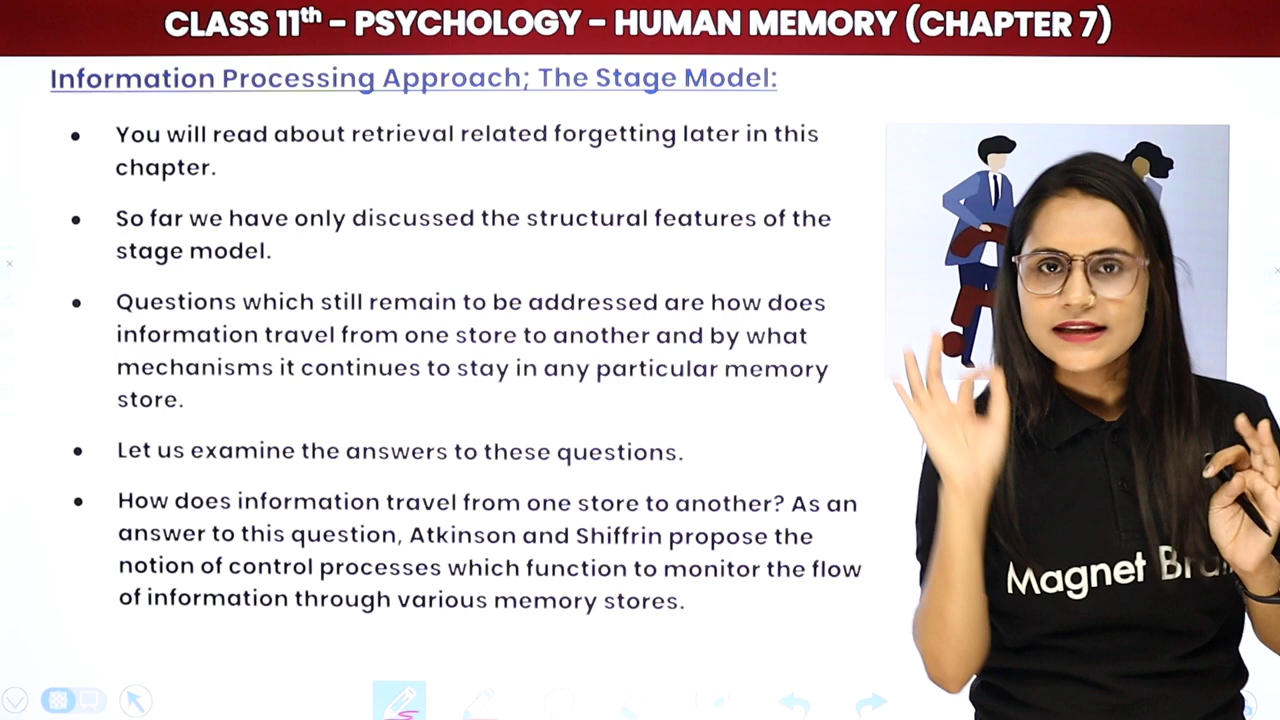 CLASS 11th - PSYCHOLOGY - HUMAN MEMORY (CHAPTER 7)
Information Processing Approach; The Stage Model:
• You will read about retrieval related forgetting later in this
chapter.
• So far we have only discussed the structural features of the
stage model.
• Questions which still remain to be addressed are how does
information travel from one store to another and by what
mechanisms it continues to stay in any particular memory
store.
• Let us examine the answers to these questions.
• How does information travel from one store to another? As an
answer to this question, Atkinson and Shiffrin propose the
notion of control processes which function to monitor the flow
of information through various memory stores.
Magnet